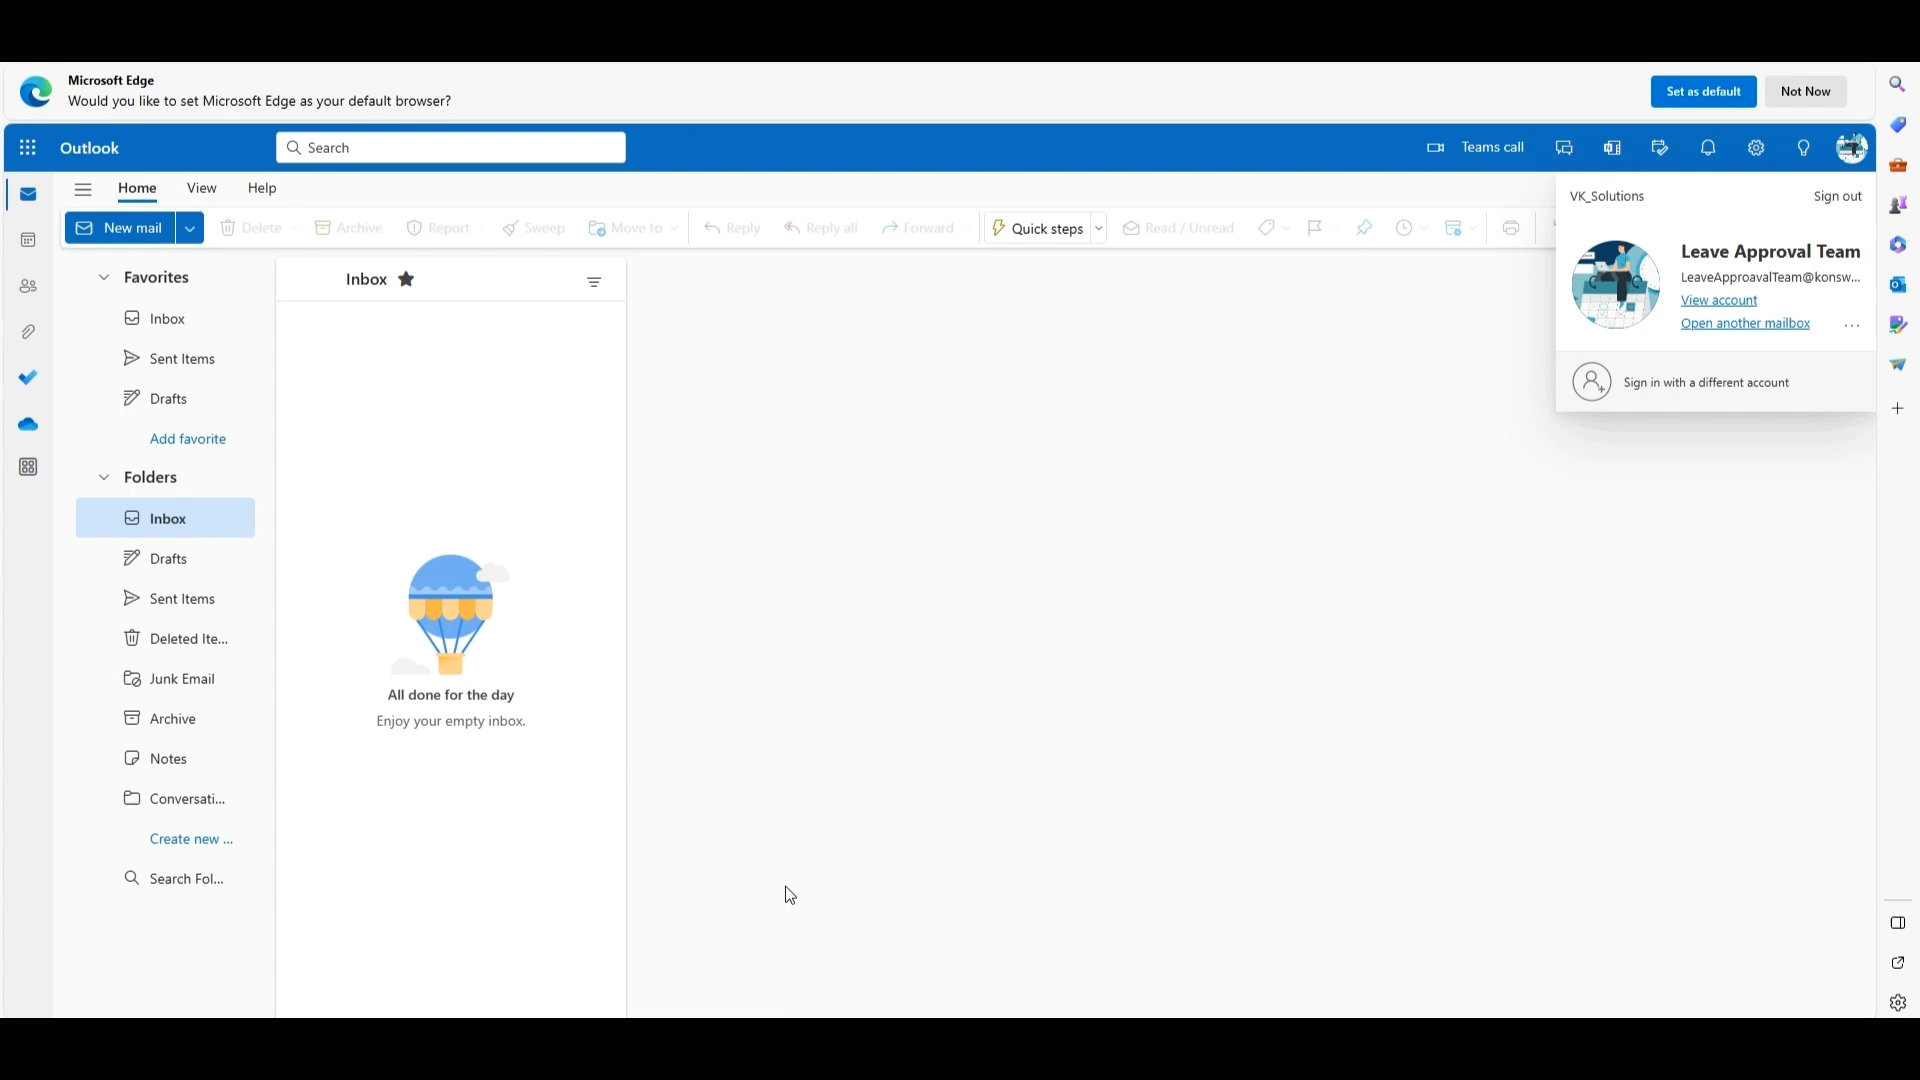 Microsoft Edge
Would you like to set Microsoft Edge as your default browser?
Set as default
Not Now
Outlook
Search
Teams call
Home
View
Help
VK_Solutions
Sign out
New mail
Delete
Archive
Report
Sweep
Move to
Reply
Reply all
Forward
Quick steps
Read / Unread
Leave Approval Team
LeaveApproavalTeam@konsw...
View account
Open another mailbox
Sign in with a different account
Favorites
Inbox
Sent Items
Drafts
Add favorite
Folders
Inbox
Drafts
Sent Items
Deleted Ite...
Junk Email
Archive
Notes
Conversati...
Create new ...
Search Fol...
Inbox
All done for the day
Enjoy your empty inbox.